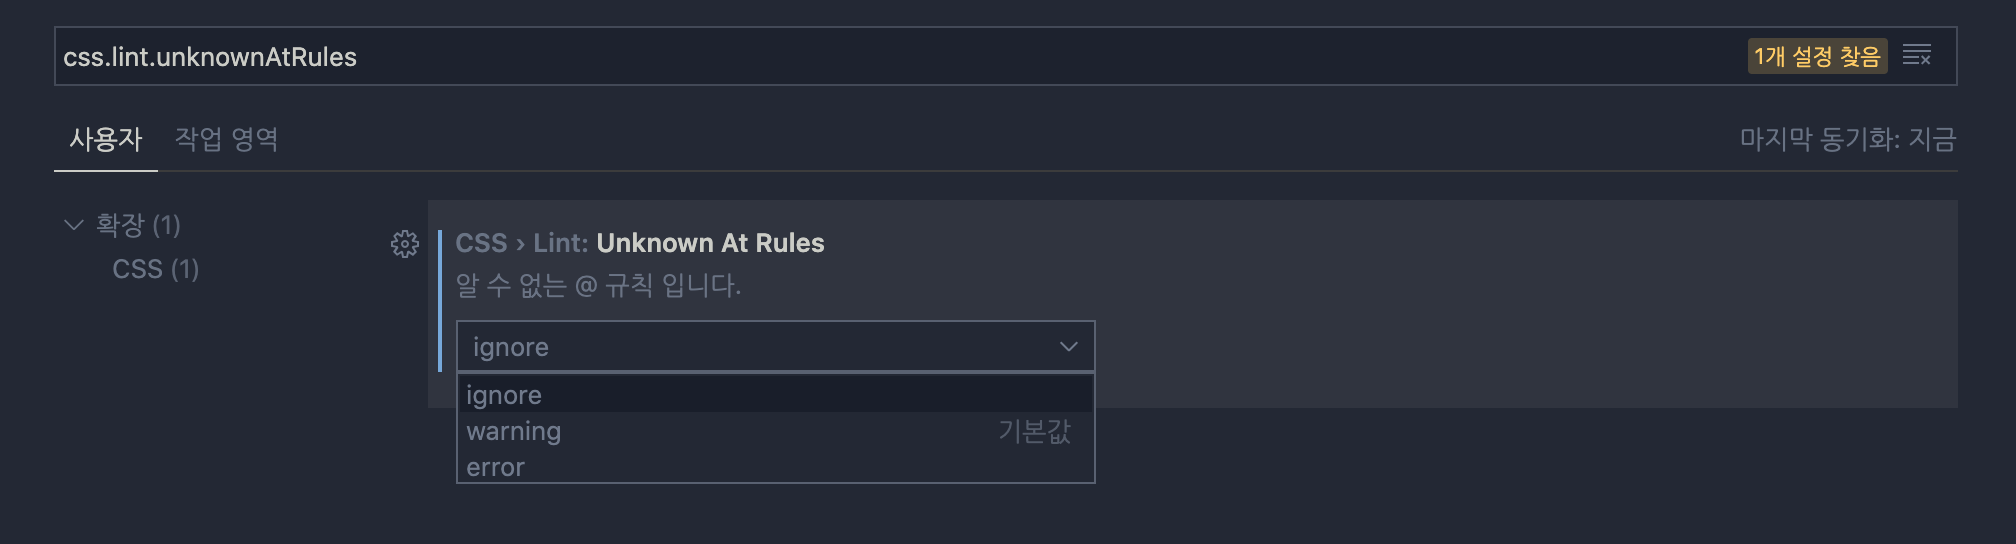 css.lint.unknownAtRules
1개 설정 찾음
사용자
작업 영역
마지막 동기화: 지금
확장 (1)
CSS (1)
CSS › Lint: Unknown At Rules
알 수 없는 @ 규칙 입니다.
ignore
ignore
warning 기본값
error